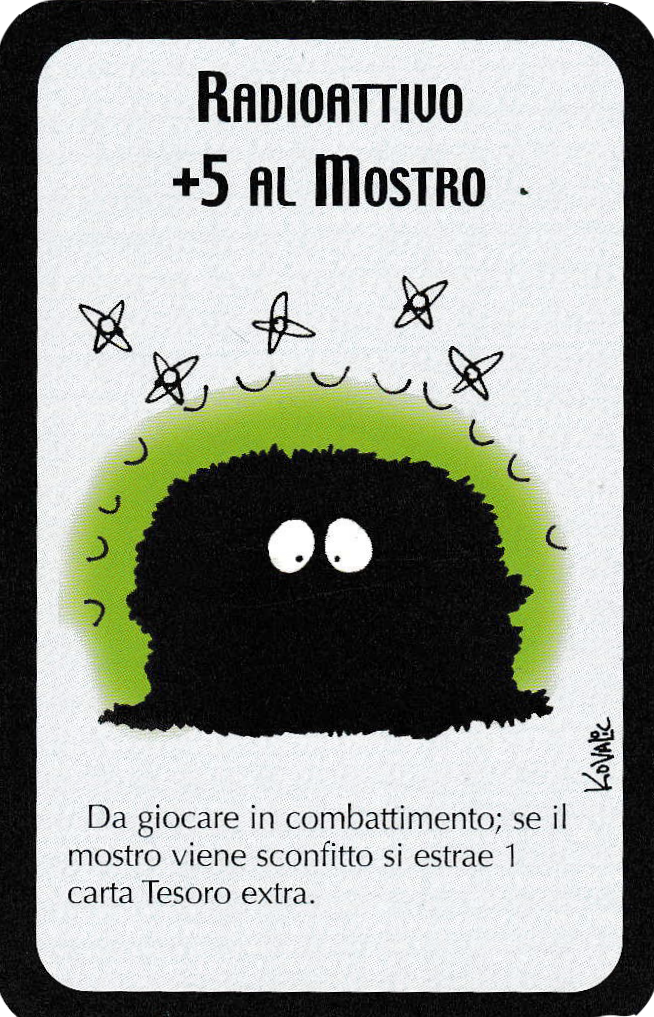 Radioattivo
+5 al Mostro
Kovalic
Da giocare in combattimento; se il
mostro viene sconfitto si estrae 1
carta Tesoro extra.